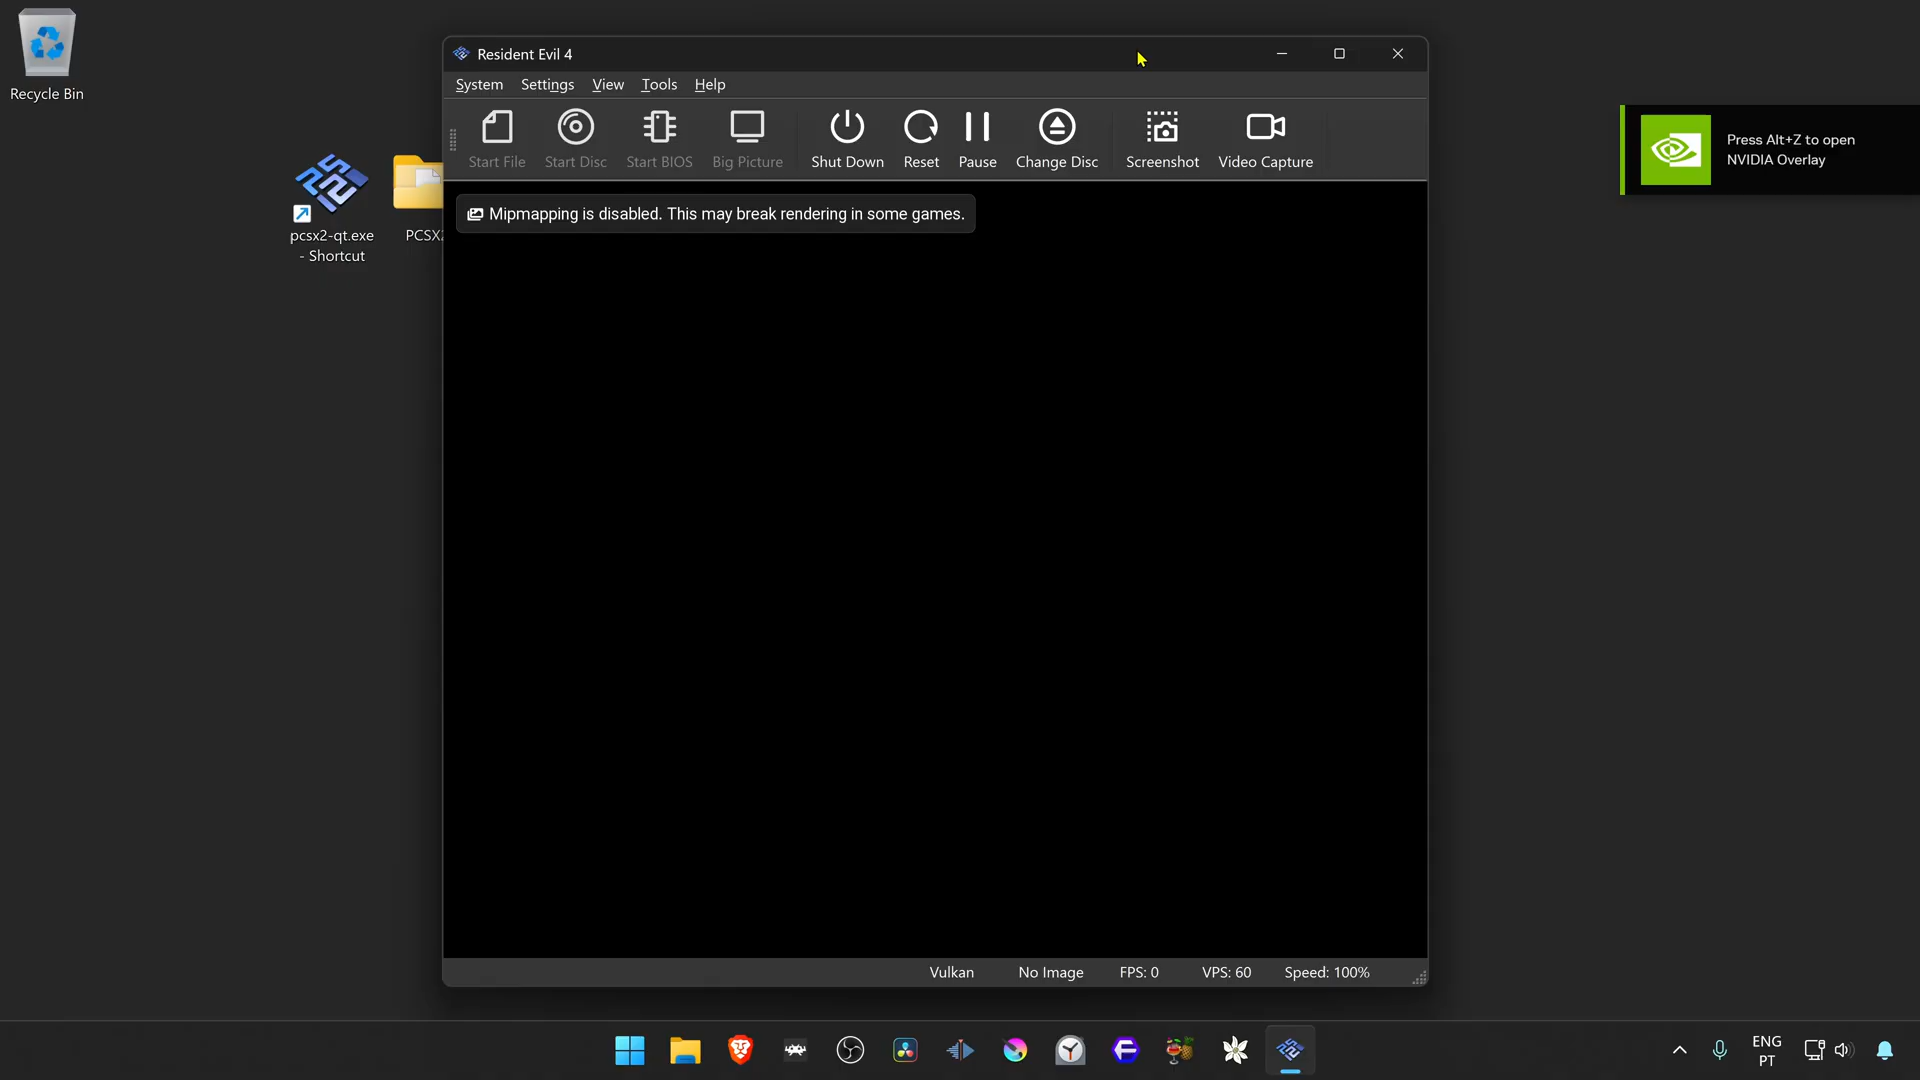 Recycle Bin
pcsx2-qt.exe
- Shortcut
PCSX2
Resident Evil 4
System Settings View Tools Help
Start File Start Disc Start BIOS Big Picture Shut Down Reset Pause Change Disc Screenshot Video Capture
Mipmapping is disabled. This may break rendering in some games.
Press Alt+Z to open
NVIDIA Overlay
Vulkan No Image FPS: 0 VPS: 60 Speed: 100%
ENG
PT